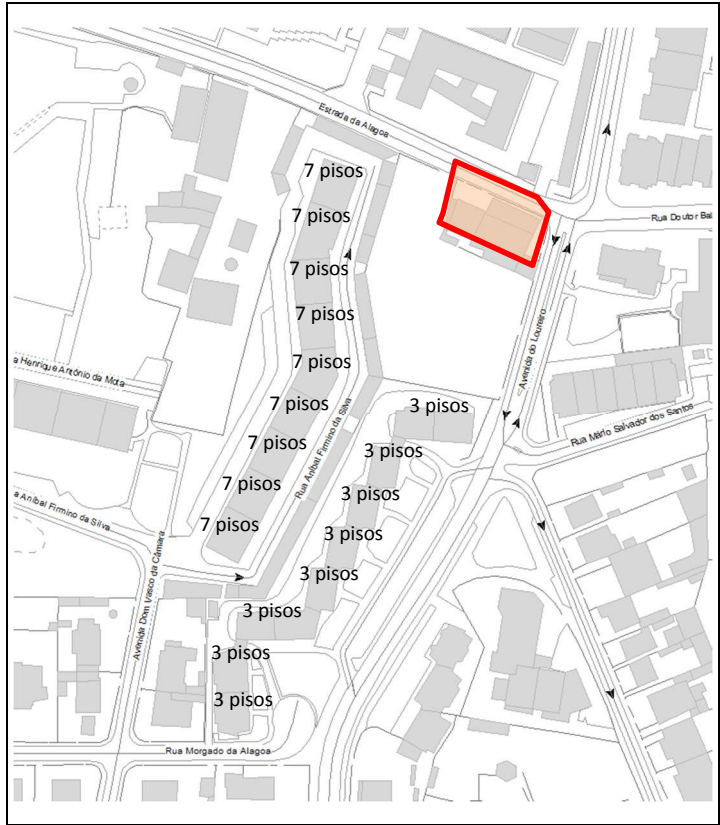 Estrada da Alagoa
7 pisos
7 pisos
Rua Doutor Bal
7 pisos
7 pisos
Avenida do Loureiro
a Henrique António da Mota
7 pisos
7 pisos
3 pisos
Rua Mário Salvador dos Santos
7 pisos
Rua Aníbal Firmino da Silva
3 pisos
7 pisos
3 pisos
a Aníbal Firmino da Silva
7 pisos
3 pisos
3 pisos
Avenida Dom Vasco da Câmara
3 pisos
3 pisos
3 pisos
Rua Morgado da Alagoa